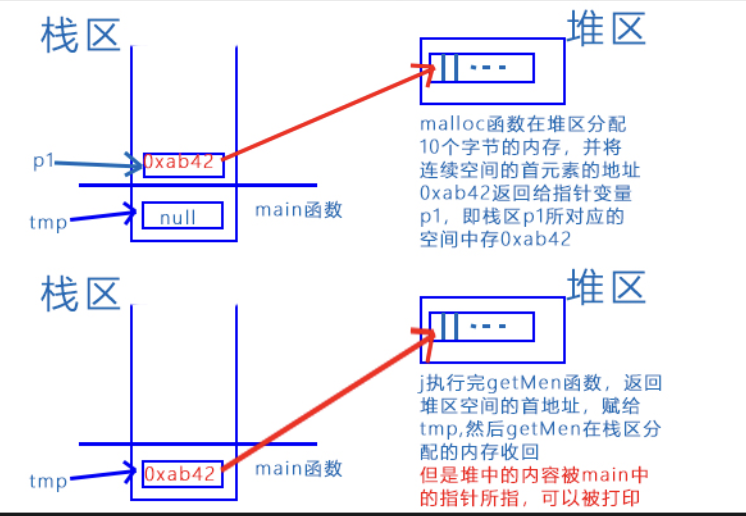 栈区
堆区
p1
0xab42
tmp
null
main函数
malloc函数在堆区分配
10个字节的内存，并将
连续空间的首元素的地址
0xab42返回给指针变量
p1，即栈区p1所对应的
空间中存0xab42
栈区
堆区
tmp
0xab42
main函数
j执行完getMen函数，返回
堆区空间的首地址，赋给
tmp,然后getMen在栈区分
配的内存收回
但是堆中的内容被main中
的指针所指，可以被打印